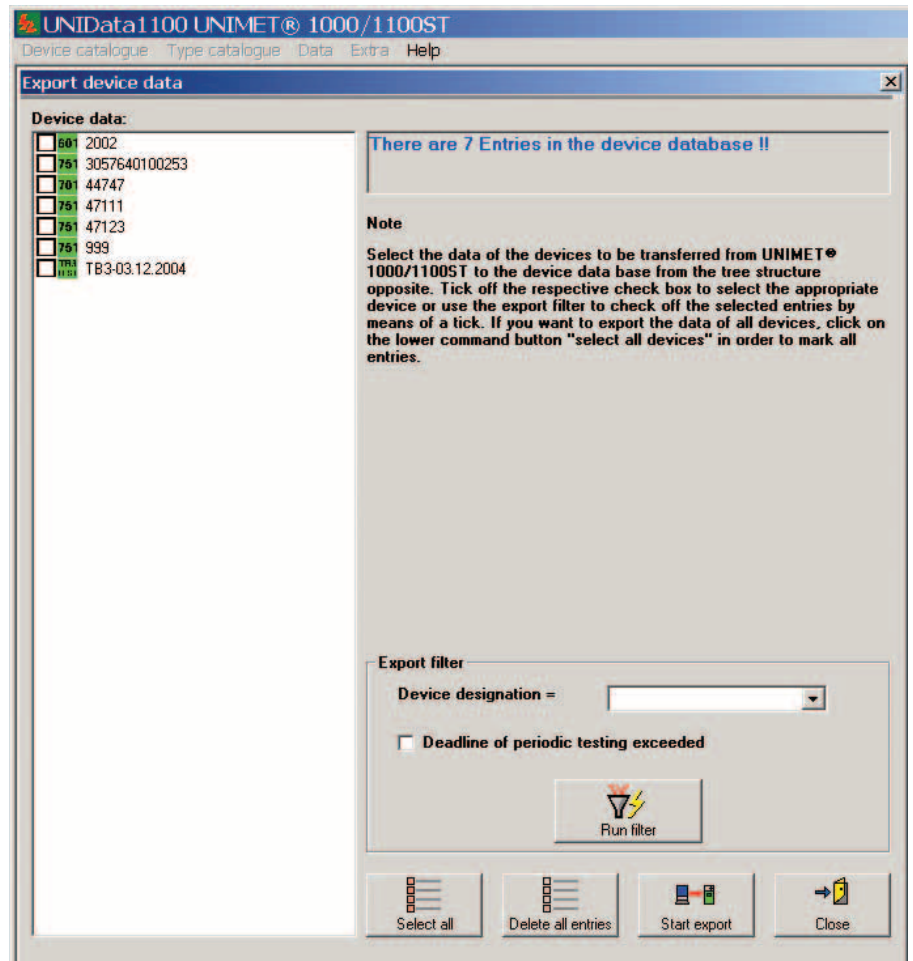 UNIData1100 UNIMET® 1000/1100ST
Device catalogue Type catalogue Data Extra Help
Export device data
Device data:
601 2002
751 3057640100253
701 44747
751 47111
751 47123
751 999
TB3-03.12.2004
There are 7 Entries in the device database !!
Note
Select the data of the devices to be transferred from UNIMET®
1000/1100ST to the device data base from the tree structure
opposite. Tick off the respective check box to select the appropriate
device or use the export filter to check off the selected entries by
means of a tick. If you want to export the data of all devices, click on
the lower command button "select all devices" in order to mark all
entries.
Export filter
Device designation =
Deadline of periodic testing exceeded
Run filter
Select all
Delete all entries
Start export
Close